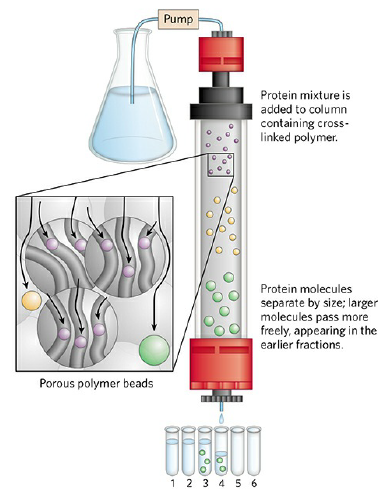 Pump
Protein mixture is
added to column
containing cross-
linked polymer.
Protein molecules
separate by size; larger
molecules pass more
freely, appearing in the
earlier fractions.
Porous polymer beads
1 2 3 4 5 6